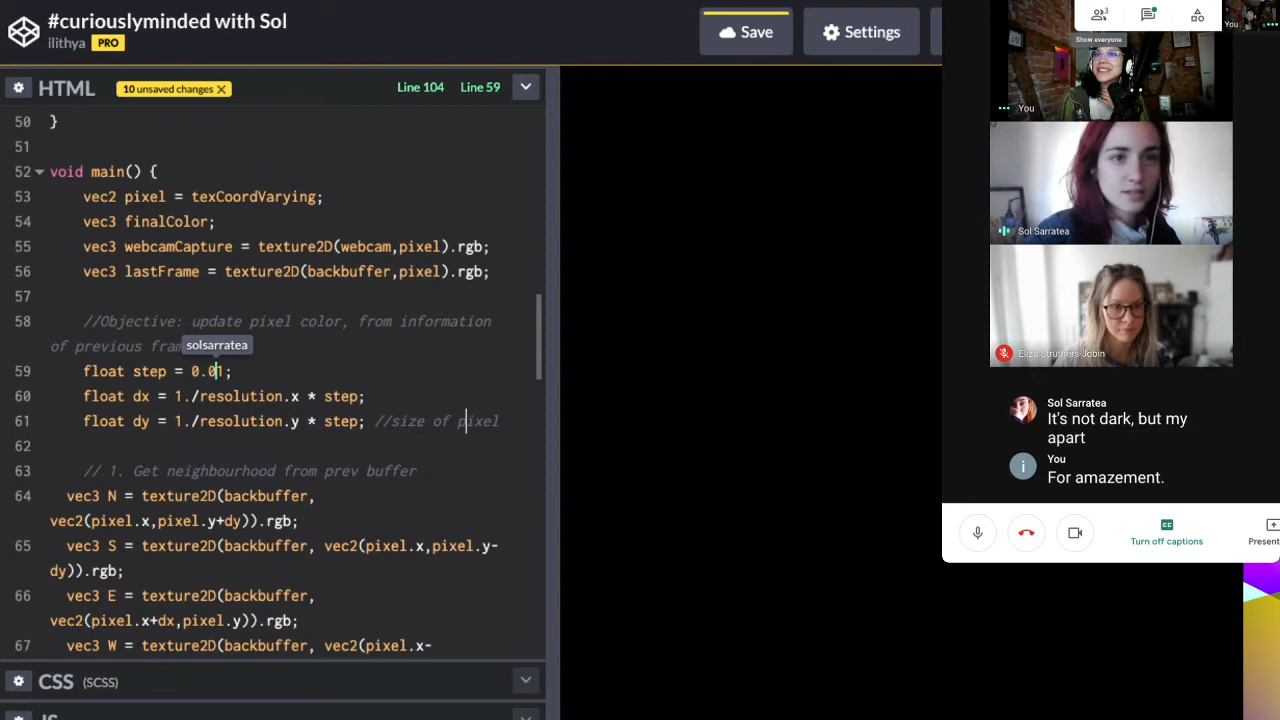 #curiouslyminded with Sol
ilithya PRO
Save
Settings
HTML
10 unsaved changes
Line 104
Line 59
50 }
51
52 void main() {
53 vec2 pixel = texCoordVarying;
54 vec3 finalColor;
55 vec3 webcamCapture = texture2D(webcam,pixel).rgb;
56 vec3 lastFrame = texture2D(backbuffer,pixel).rgb;
57
58 //Objective: update pixel color, from information
of previous fram
solsarratea
59 float step = 0.01;
60 float dx = 1./resolution.x * step;
61 float dy = 1./resolution.y * step; //size of pixel
62
63 // 1. Get neighbourhood from prev buffer
64 vec3 N = texture2D(backbuffer,
vec2(pixel.x,pixel.y+dy)).rgb;
65 vec3 S = texture2D(backbuffer, vec2(pixel.x,pixel.y-
dy)).rgb;
66 vec3 E = texture2D(backbuffer,
vec2(pixel.x+dx,pixel.y)).rgb;
67 vec3 W = texture2D(backbuffer, vec2(pixel.x-
CSS (SCSS)
3
You
Show everyone
You
Sol Sarratea
Eliza Struthers-Jobin
Sol Sarratea
It's not dark, but my
apart
You
For amazement.
Turn off captions
Present